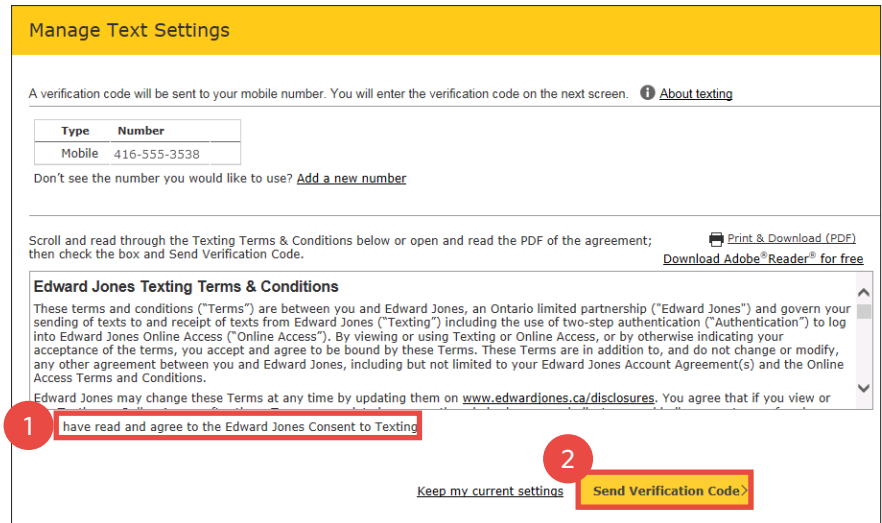 Manage Text Settings
A verification code will be sent to your mobile number. You will enter the verification code on the next screen. i About texting
Type Number
Mobile 416-555-3538
Don't see the number you would like to use? Add a new number
Scroll and read through the Texting Terms & Conditions below or open and read the PDF of the agreement;
then check the box and Send Verification Code.
Print & Download (PDF)
Download Adobe®Reader® for free
Edward Jones Texting Terms & Conditions
These terms and conditions ("Terms") are between you and Edward Jones, an Ontario limited partnership ("Edward Jones") and govern your
sending of texts to and receipt of texts from Edward Jones ("Texting") including the use of two-step authentication ("Authentication") to log
into Edward Jones Online Access ("Online Access"). By viewing or using Texting or Online Access, or by otherwise indicating your
acceptance of the terms, you accept and agree to be bound by these Terms. These Terms are in addition to, and do not change or modify,
any other agreement between you and Edward Jones, including but not limited to your Edward Jones Account Agreement(s) and the Online
Access Terms and Conditions.
Edward Jones may change these Terms at any time by updating them on www.edwardjones.ca/disclosures. You agree that if you view or
1
have read and agree to the Edward Jones Consent to Texting
2
Keep my current settings
Send Verification Code>